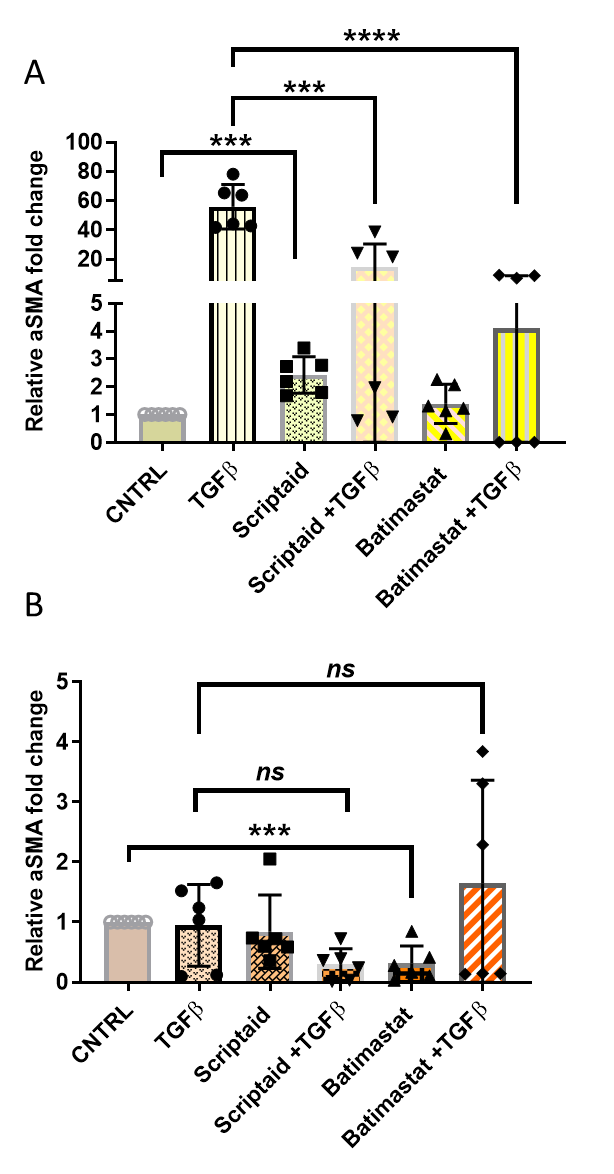 A
****
***
***
Relative aSMA fold change
100
80
60
40
20
5
4
3
2
1
0
CNTRL
TGFβ
Scriptaid
Scriptaid +TGFβ
Batimastat
Batimastat +TGFβ
B
ns
ns
***
Relative aSMA fold change
5
4
3
2
1
0
CNTRL
TGFβ
Scriptaid
Scriptaid +TGFβ
Batimastat
Batimastat +TGFβ